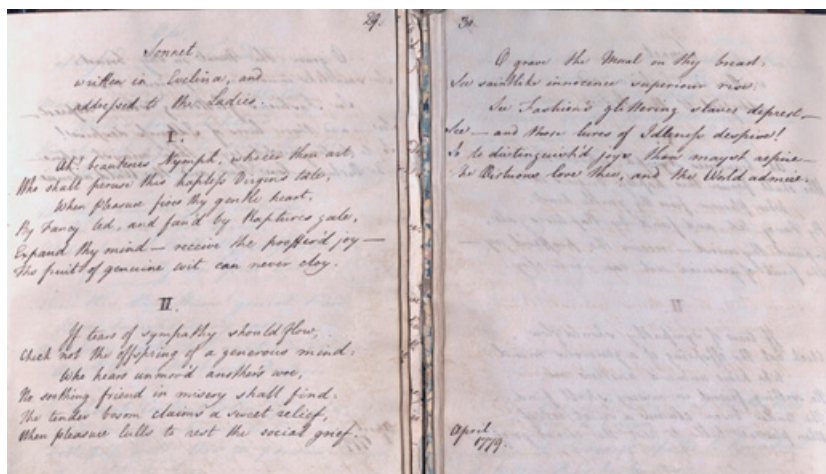 29.
Sonnet.
written in Evelina, and
addressed to the Ladies.
I.
Ah! beauteous Nymph, whoe'er thou art,
Who shall peruse this hapless Virgins tale,
When pleasure fires thy gentle heart,
By Fancy led, and fan'd by Raptures gale,
Expand thy mind — receive the proffer'd joy —
The fruit of genuine wit can never cloy.
II.
If tears of sympathy should flow,
Check not the offspring of a generous mind:
Who hears unmov'd another's woe,
No soothing friend in misery shall find.
The tender bosom claims a sweet relief,
When pleasure lulls to rest the social grief.
30.
O grave the Moral on thy breast.
See saintlike innocence superiour rise.
See Fashion's glittering slaves deprest —
See — and those lures of Idleness despise!
So to distinguish'd joys thou mayst aspire —
The Virtuous love thee, and the World admire.
April
1779.